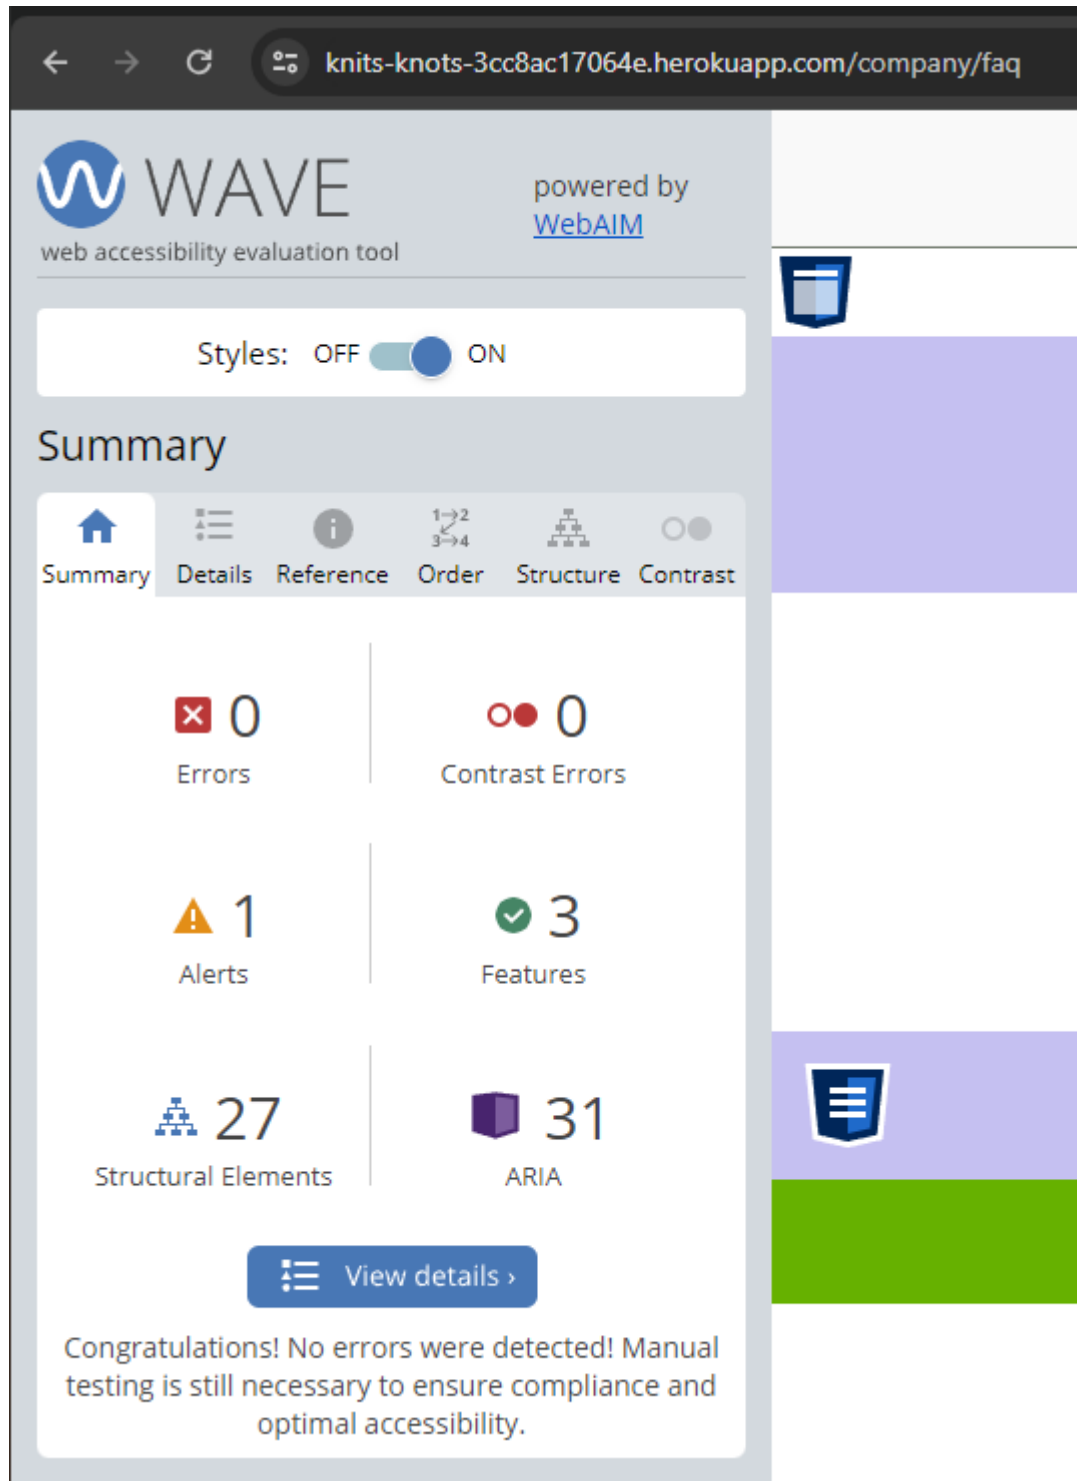 knits-knots-3cc8ac17064e.herokuapp.com/company/faq
WAVE
powered by
WebAIM
web accessibility evaluation tool
Styles: OFF ON
Summary
1→2
3→4
Summary Details Reference Order Structure Contrast
0 0
Errors Contrast Errors
1 3
Alerts Features
27 31
Structural Elements ARIA
View details ›
Congratulations! No errors were detected! Manual
testing is still necessary to ensure compliance and
optimal accessibility.